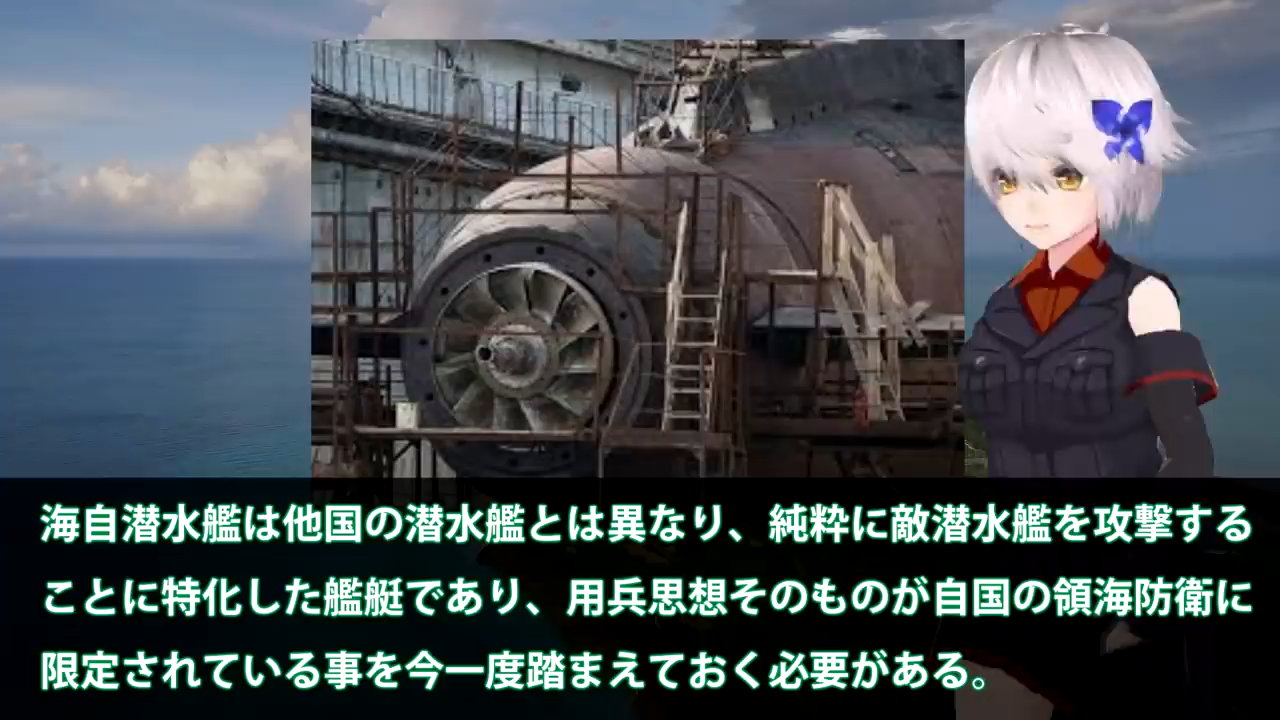 海自潜水艦は他国の潜水艦とは異なり、純粋に敵潜水艦を攻撃する
ことに特化した艦艇であり、用兵思想そのものが自国の領海防衛に
限定されている事を今一度踏まえておく必要がある。